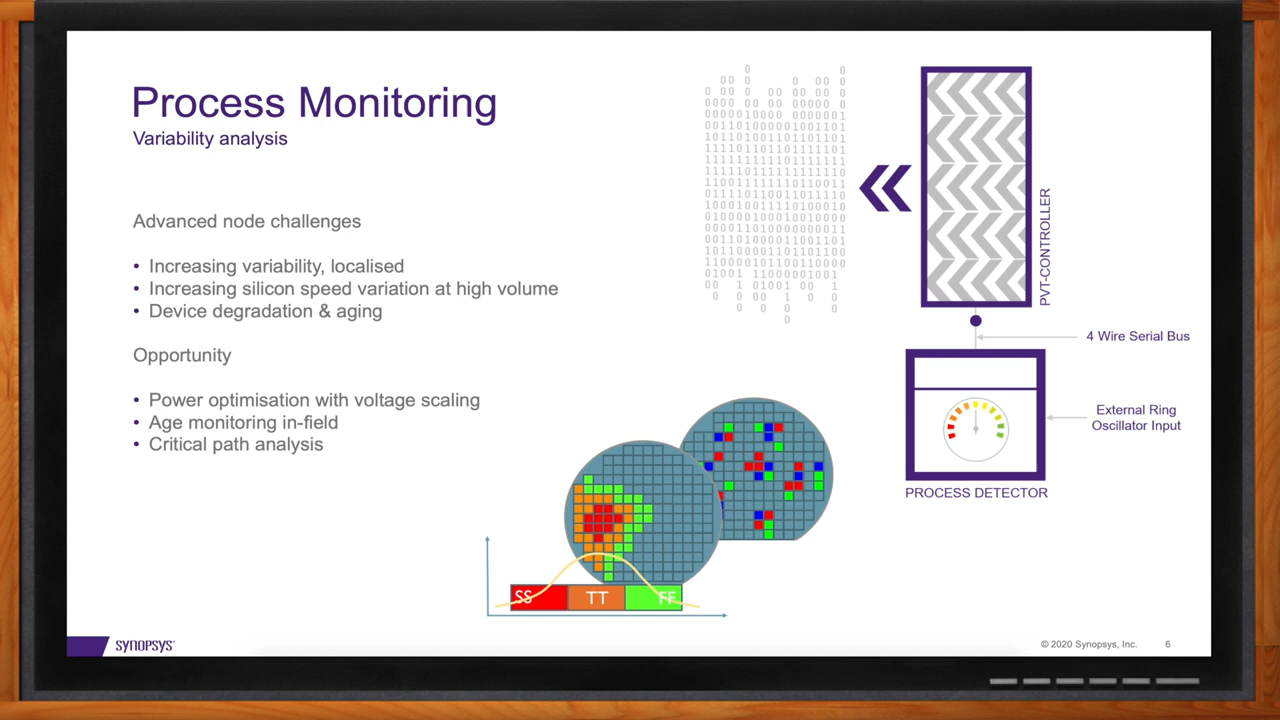 Process Monitoring
Variability analysis
Advanced node challenges
• Increasing variability, localised
• Increasing silicon speed variation at high volume
• Device degradation & aging
Opportunity
• Power optimisation with voltage scaling
• Age monitoring in-field
• Critical path analysis
PVT-CONTROLLER
4 Wire Serial Bus
External Ring
Oscillator Input
PROCESS DETECTOR
SS TT FF
SYNOPSYS
© 2020 Synopsys, Inc. 6